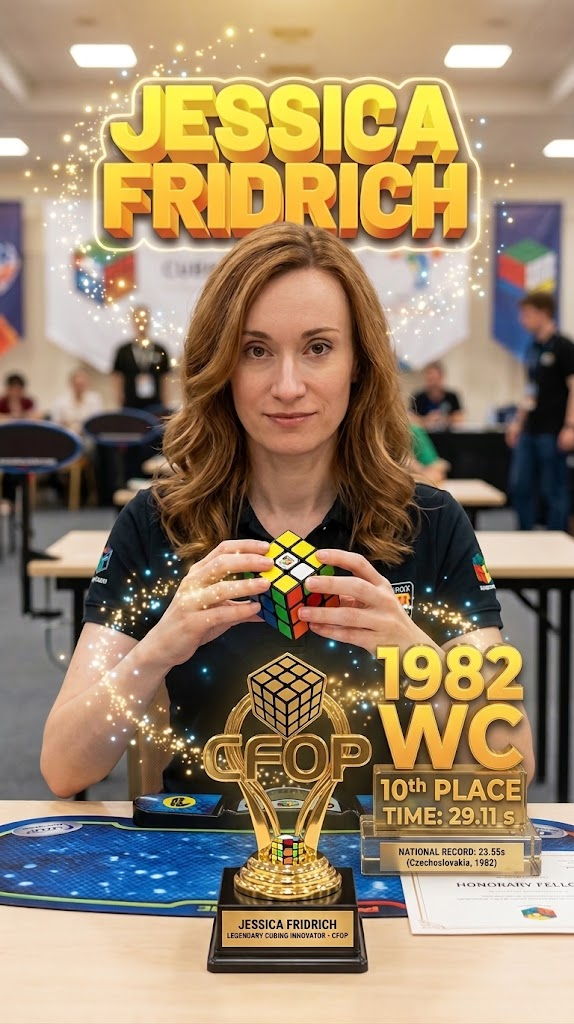 JESSICA
FRIDRICH
CFOP
1982
WC
10th PLACE
TIME: 29.11 s
NATIONAL RECORD: 23.55s
(Czechoslovakia, 1982)
HONORARY FELLO
JESSICA FRIDRICH
LEGENDARY CUBING INNOVATOR - CFOP